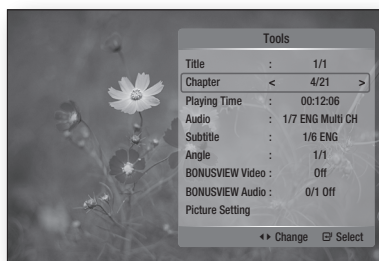 Tools
Title : 1/1
Chapter < 4/21 >
Playing Time : 00:12:06
Audio : 1/7 ENG Multi CH
Subtitle : 1/6 ENG
Angle : 1/1
BONUSVIEW Video : Off
BONUSVIEW Audio : 0/1 Off
Picture Setting
Change Select